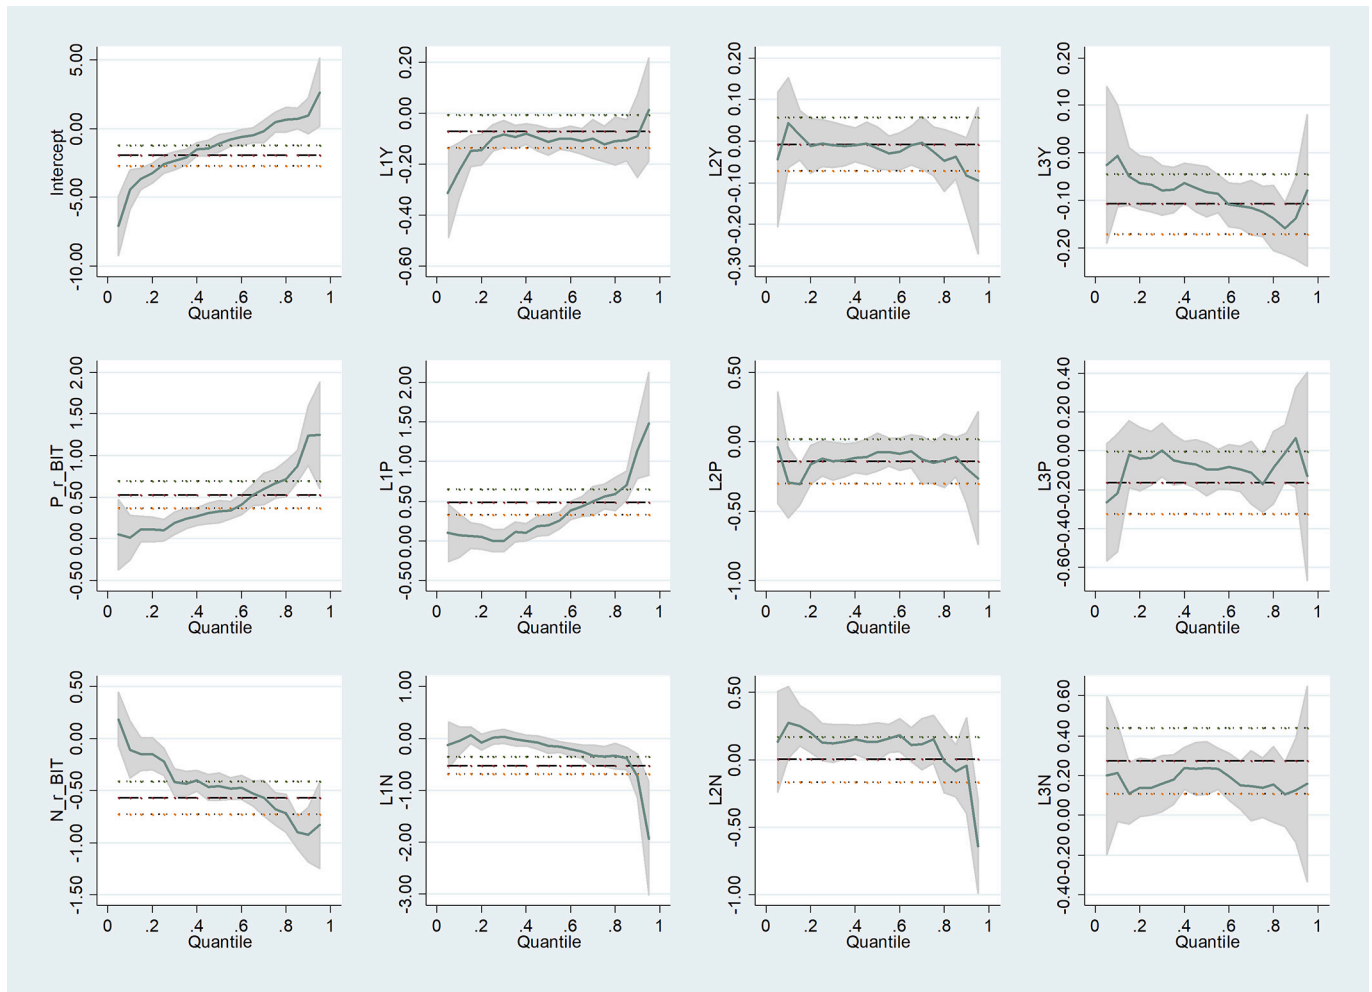 Intercept
5.00
0.00
-5.00
-10.00
0 .2 .4 .6 .8 1
Quantile
L1Y
0.20
0.00
-0.20
-0.40
-0.60
0 .2 .4 .6 .8 1
Quantile
L2Y
0.20
0.10
0.00
-0.10
-0.20
-0.30
0 .2 .4 .6 .8 1
Quantile
L3Y
0.20
0.10
0.00
-0.10
-0.20
0 .2 .4 .6 .8 1
Quantile
P_r_BIT
2.00
1.50
1.00
0.50
0.00
-0.50
0 .2 .4 .6 .8 1
Quantile
L1P
2.00
1.50
1.00
0.50
0.00
-0.50
0 .2 .4 .6 .8 1
Quantile
L2P
0.50
0.00
-0.50
-1.00
0 .2 .4 .6 .8 1
Quantile
L3P
0.40
0.20
0.00
-0.20
-0.40
-0.60
0 .2 .4 .6 .8 1
Quantile
N_r_BIT
0.50
0.00
-0.50
-1.00
-1.50
0 .2 .4 .6 .8 1
Quantile
L1N
1.00
0.00
-1.00
-2.00
-3.00
0 .2 .4 .6 .8 1
Quantile
L2N
0.50
0.00
-0.50
-1.00
0 .2 .4 .6 .8 1
Quantile
L3N
0.60
0.40
0.20
0.00
-0.20
-0.40
0 .2 .4 .6 .8 1
Quantile